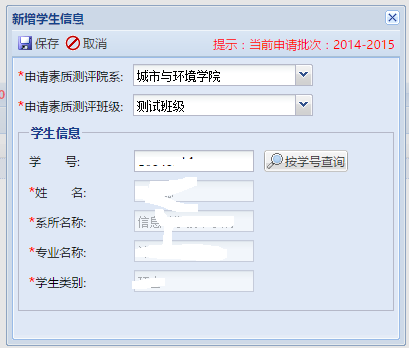 新增学生信息
保存 取消 提示：当前申请批次：2014-2015
*申请素质测评院系: 城市与环境学院
*申请素质测评班级: 测试班级
学生信息
学 号: 按学号查询
*姓 名:
*系所名称: 信息
*专业名称:
*学生类别: